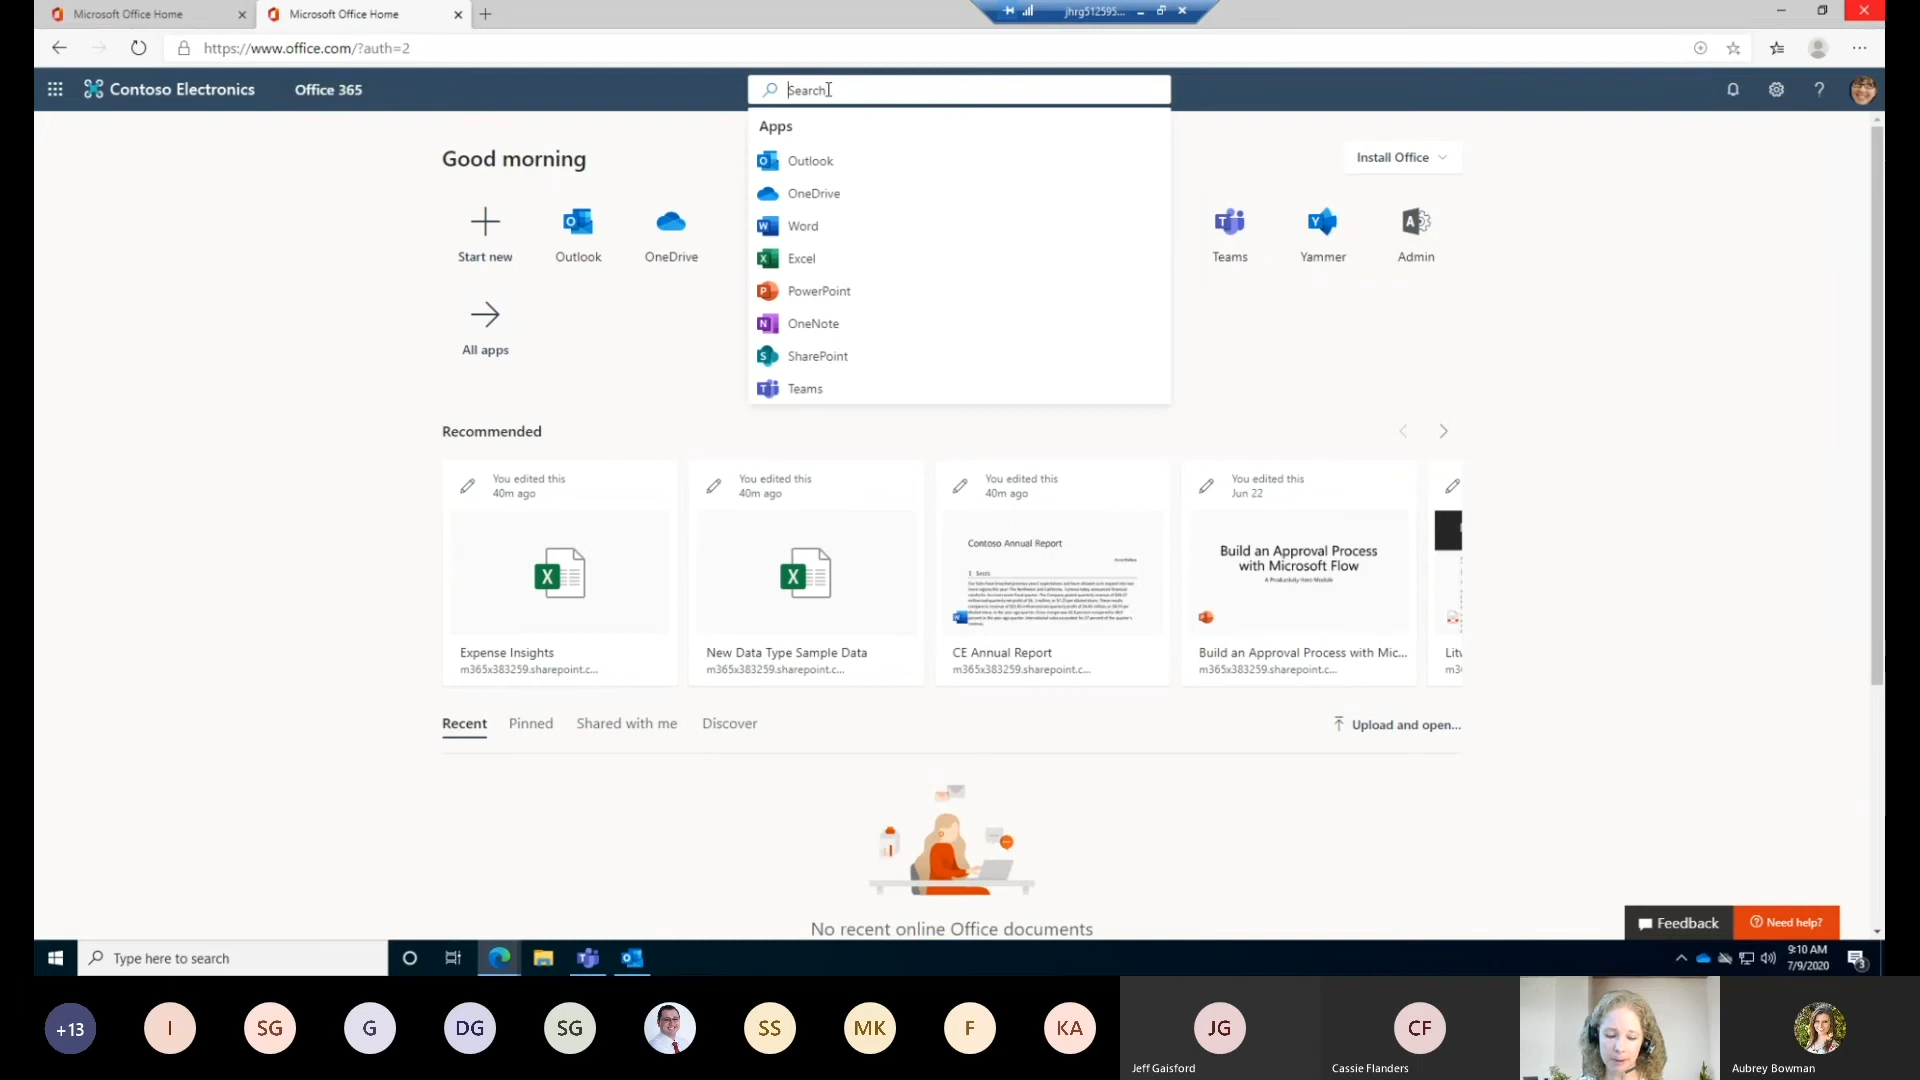 Microsoft Office Home
Microsoft Office Home
jhrg512595...
https://www.office.com/?auth=2
Contoso Electronics
Office 365
Search
Apps
Outlook
OneDrive
Word
Excel
PowerPoint
OneNote
SharePoint
Teams
Good morning
Install Office
Start new
Outlook
OneDrive
Teams
Yammer
Admin
All apps
Recommended
You edited this
40m ago
Expense Insights
m365x383259.sharepoint.c...
You edited this
40m ago
New Data Type Sample Data
m365x383259.sharepoint.c...
You edited this
40m ago
Contoso Annual Report
CE Annual Report
m365x383259.sharepoint.c...
You edited this
Jun 22
Build an Approval Process
with Microsoft Flow
A Productivity Hero Module
Build an Approval Process with Mic...
m365x383259.sharepoint.c...
Recent
Pinned
Shared with me
Discover
Upload and open...
No recent online Office documents
Feedback
Need help?
Type here to search
9:10 AM
7/9/2020
3
+13
I
SG
G
DG
SG
SS
MK
F
KA
JG
Jeff Gaisford
CF
Cassie Flanders
Aubrey Bowman